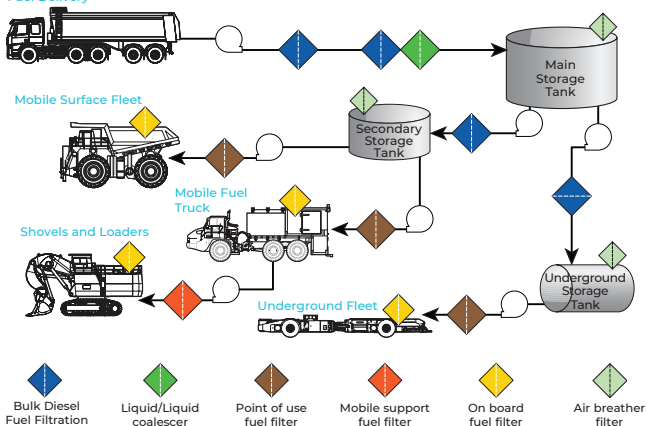 Fuel Delivery
Main
Storage
Tank
Mobile Surface Fleet
Secondary
Storage
Tank
Mobile Fuel
Truck
Shovels and Loaders
Underground
Storage
Tank
Underground Fleet
Bulk Diesel
Fuel Filtration
Liquid/Liquid
coalescer
Point of use
fuel filter
Mobile support
fuel filter
On board
fuel filter
Air breather
filter